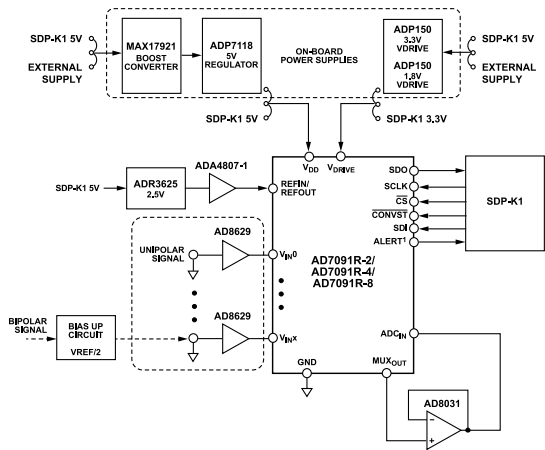 SDP-K1 5V
EXTERNAL
SUPPLY
MAX17921
BOOST
CONVERTER
ADP7118
5V
REGULATOR
ON-BOARD
POWER SUPPLIES
ADP150
3.3V
VDRIVE
ADP150
1.8V
VDRIVE
SDP-K1 5V
EXTERNAL
SUPPLY
SDP-K1 5V
SDP-K1 3.3V
VDD
VDRIVE
SDP-K1 5V
ADR3625
2.5V
ADA4807-1
REFIN/
REFOUT
SDO
SCLK
CS
CONVST
SDI
ALERT1
SDP-K1
UNIPOLAR
SIGNAL
AD8629
VIN0
AD7091R-2/
AD7091R-4/
AD7091R-8
BIPOLAR
SIGNAL
BIAS UP
CIRCUIT
VREF/2
AD8629
VINX
ADCIN
GND
MUXOUT
AD8031
−
+